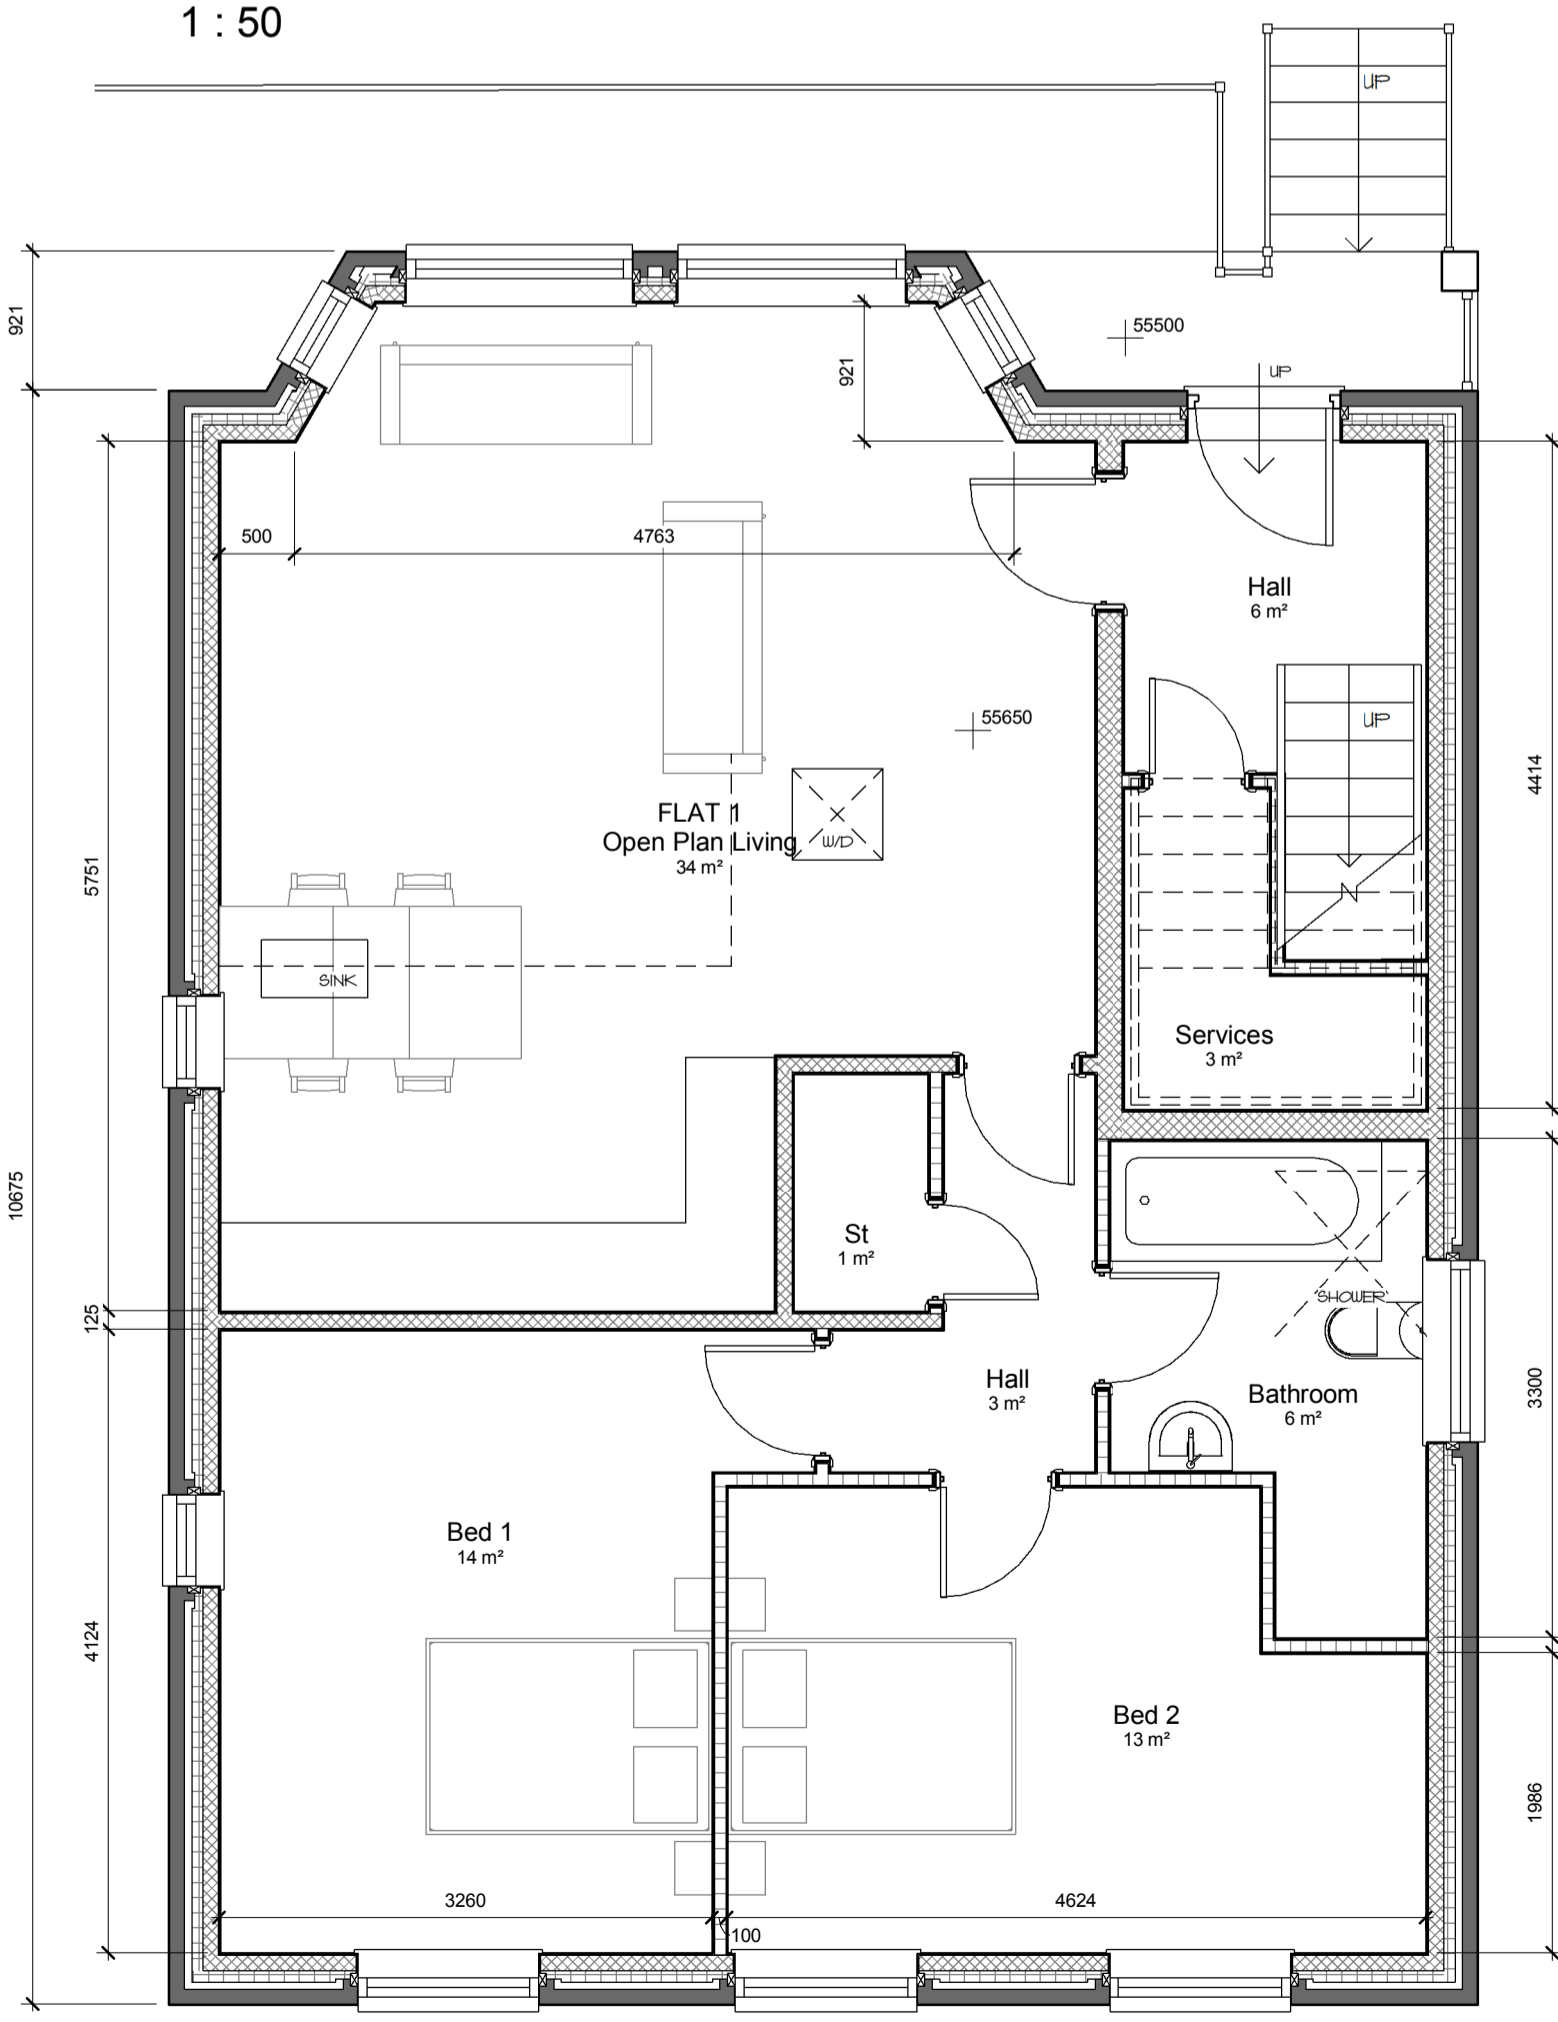 1 : 50
UP
921
55500
921
UP
500
4763
Hall
6 m²
55650
UP
4414
FLAT 1
Open Plan Living
34 m²
W/D
5751
SINK
Services
3 m²
10675
St
1 m²
125
SHOWER
Hall
3 m²
Bathroom
6 m²
3300
Bed 1
14 m²
4124
Bed 2
13 m²
1986
3260
4624
100